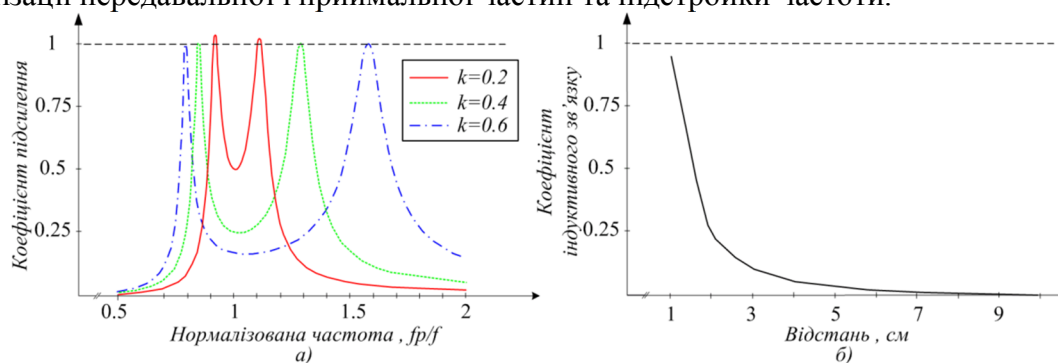 ізації передавальної і приймальної частин та підстройки частоти.
Коефіцієнт підсилення
1
0.75
0.5
0.25
k=0.2
k=0.4
k=0.6
0.5 1 1.5 2
Нормалізована частота , fp/f
а)
Коефіцієнт
індуктивного зв’язку
1
0.75
0.5
0.25
1 3 5 7 9
Відстань , см
б)